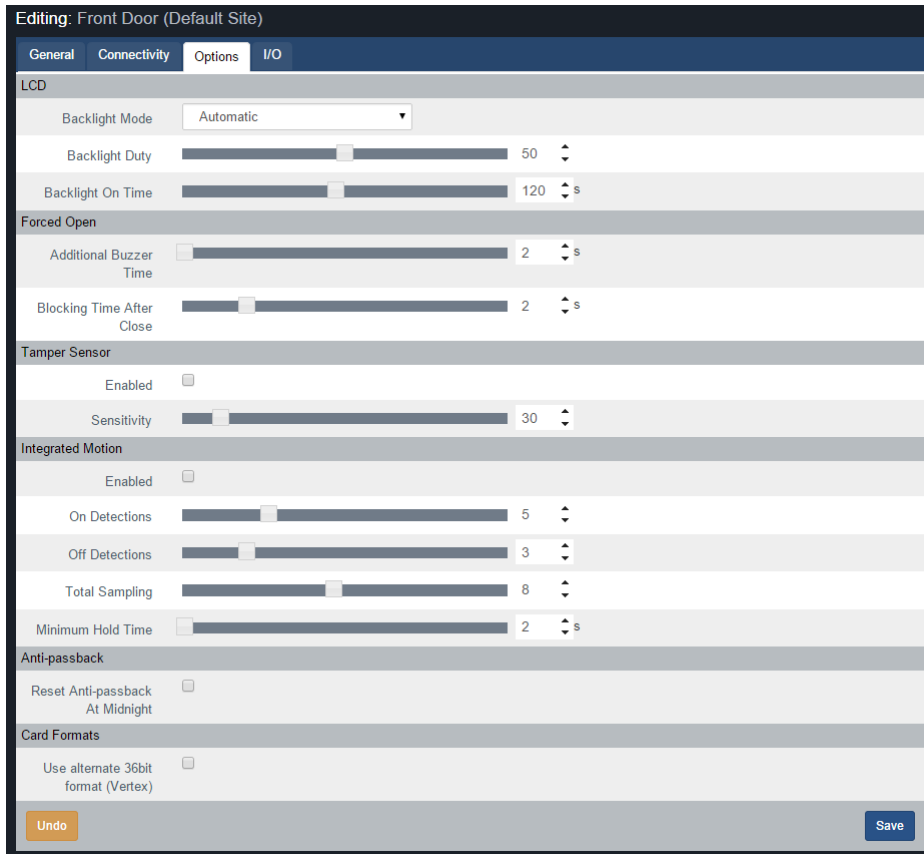 Editing: Front Door (Default Site)
General Connectivity Options I/O
LCD
Backlight Mode Automatic
Backlight Duty 50
Backlight On Time 120 s
Forced Open
Additional Buzzer Time 2 s
Blocking Time After Close 2 s
Tamper Sensor
Enabled
Sensitivity 30
Integrated Motion
Enabled
On Detections 5
Off Detections 3
Total Sampling 8
Minimum Hold Time 2 s
Anti-passback
Reset Anti-passback
At Midnight
Card Formats
Use alternate 36bit
format (Vertex)
Undo Save